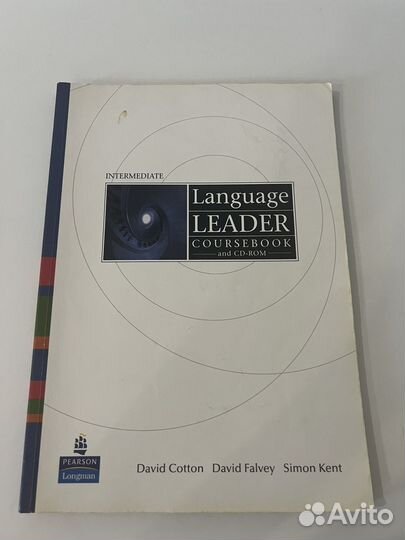 INTERMEDIATE
Language
LEADER
COURSEBOOK
and CD-ROM
PEARSON
Longman
David Cotton David Falvey Simon Kent
Avito